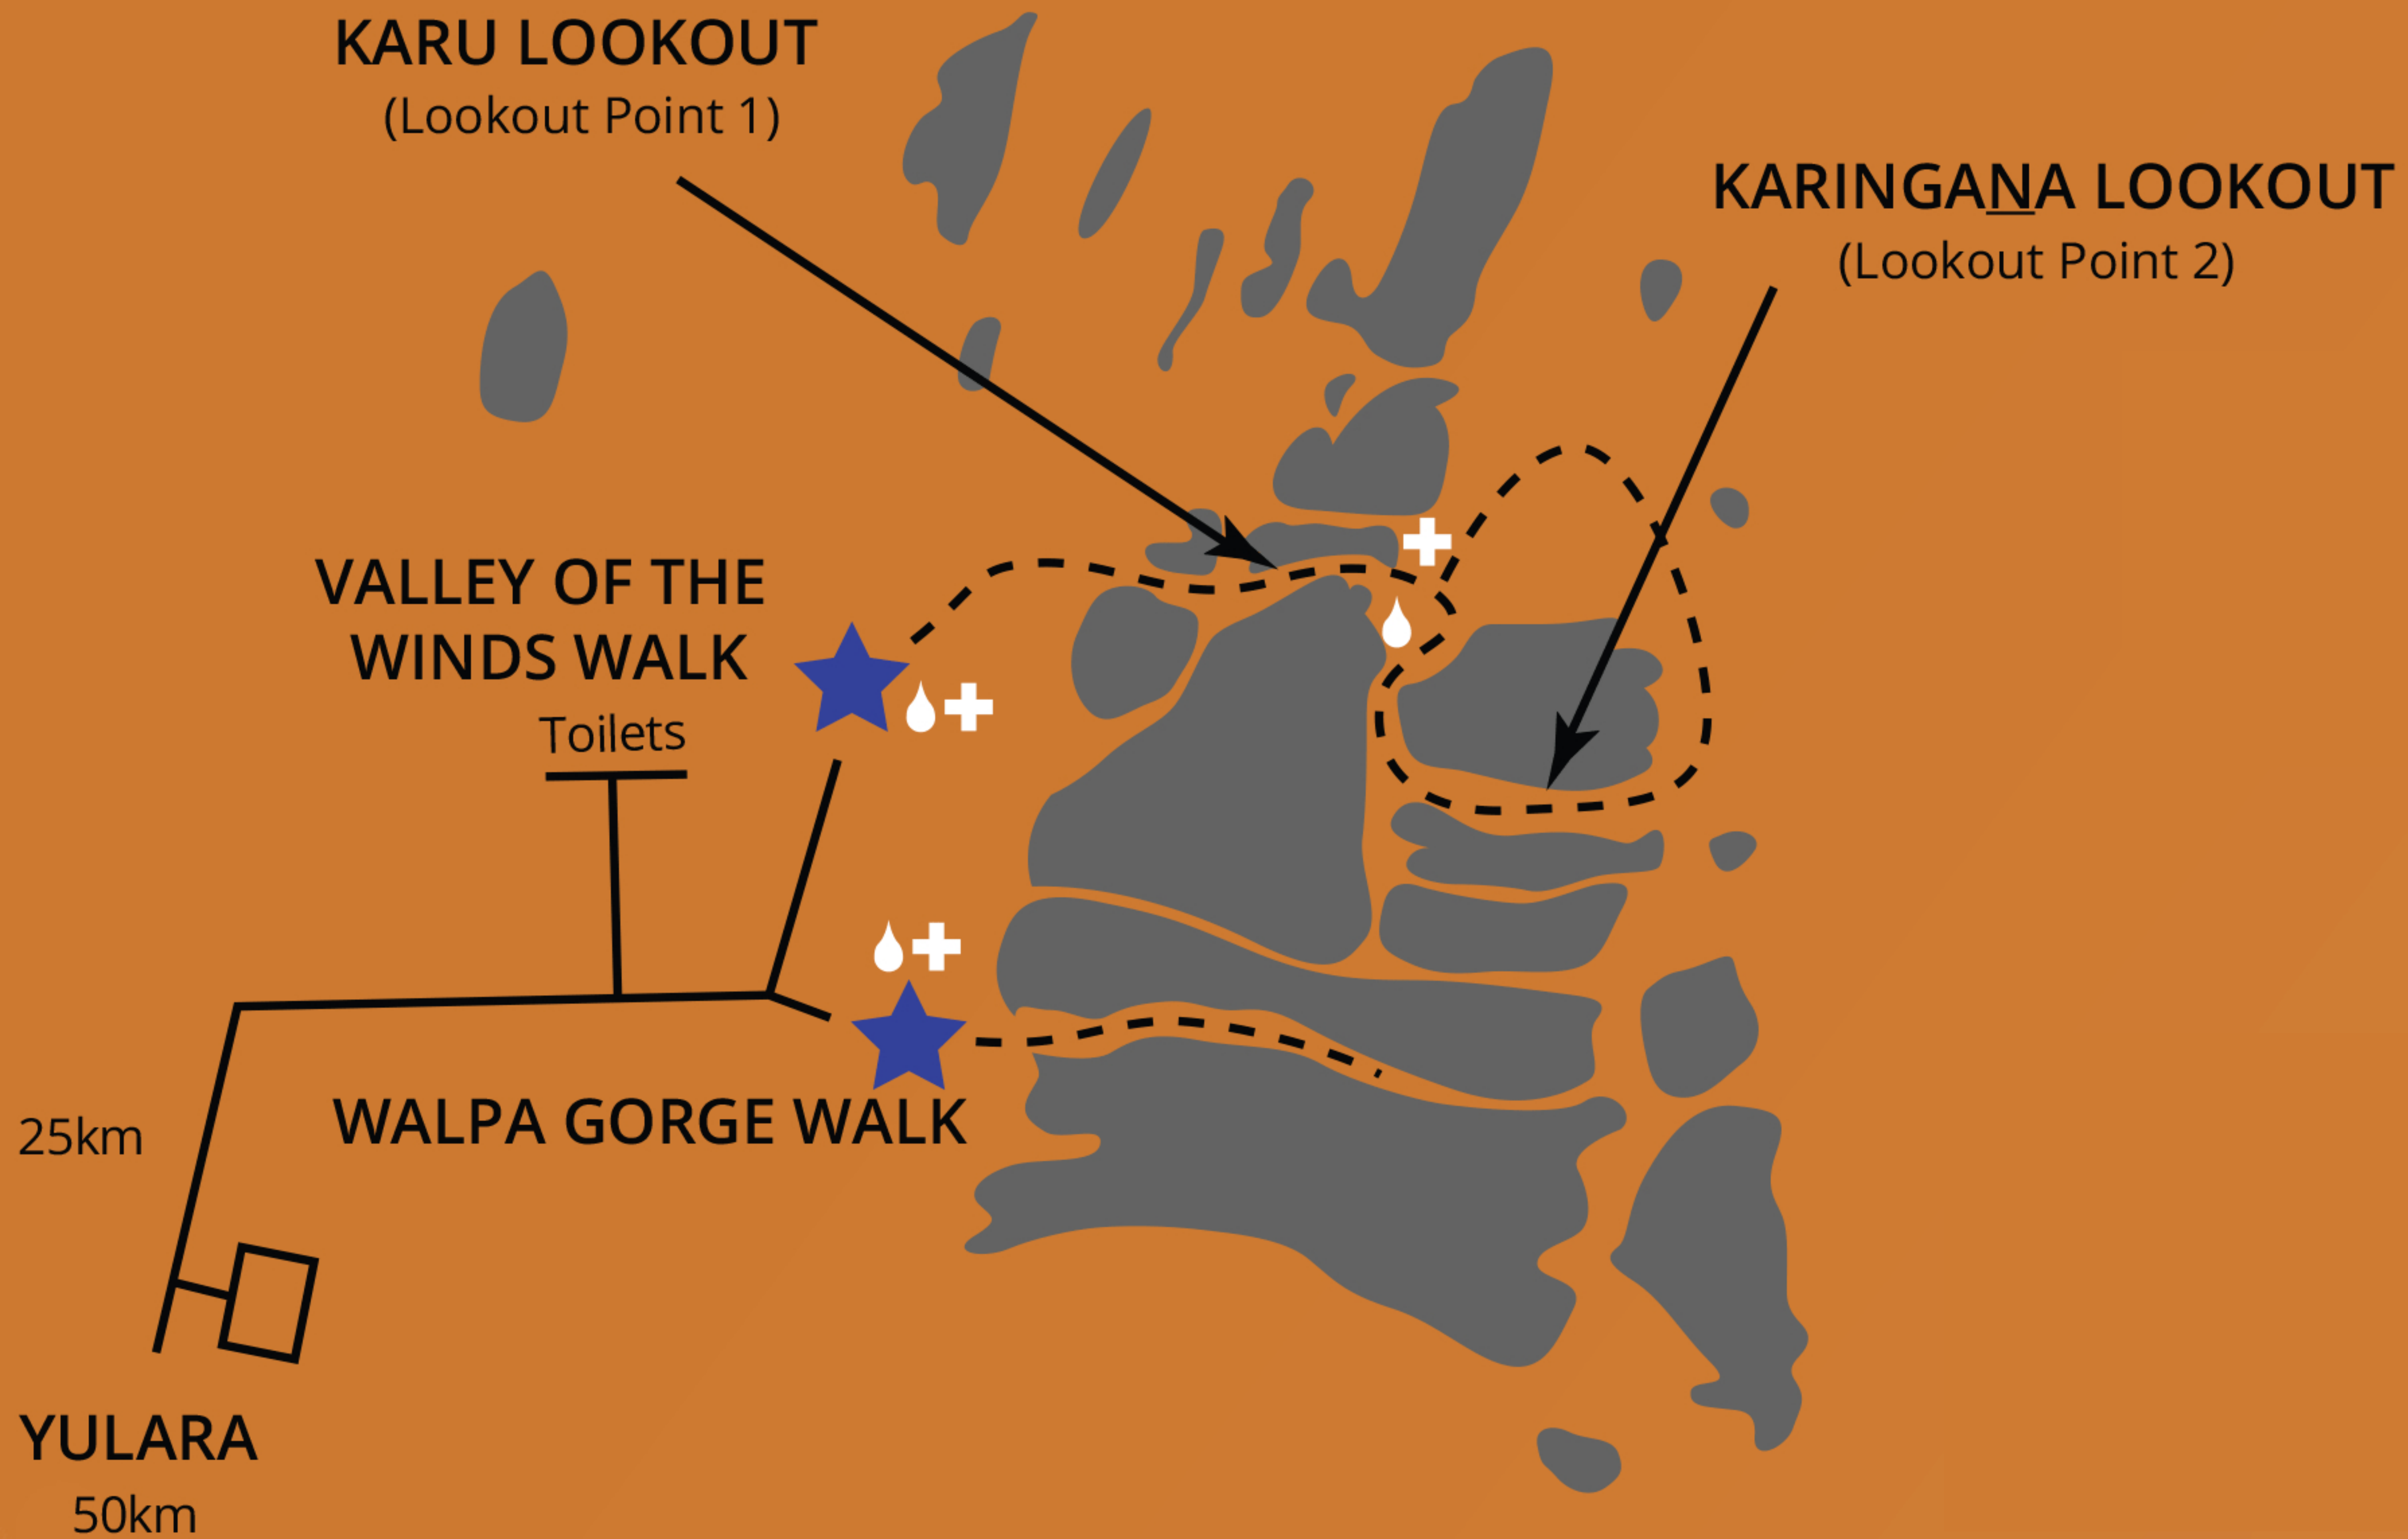 KARU LOOKOUT
(Lookout Point 1)
KARINGAṈA LOOKOUT
(Lookout Point 2)
VALLEY OF THE
WINDS WALK
Toilets
WALPA GORGE WALK
25km
YULARA
50km